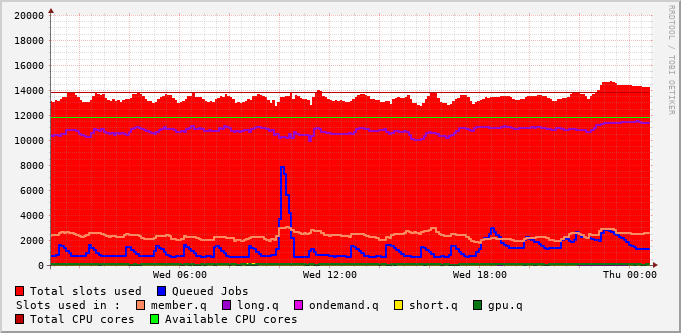 20000
18000
16000
14000
12000
10000
8000
6000
4000
2000
0
Wed 06:00 Wed 12:00 Wed 18:00 Thu 00:00
RRDTOOL / TOBI OETIKER
Total slots used Queued Jobs
Slots used in : member.q long.q ondemand.q short.q gpu.q
Total CPU cores Available CPU cores